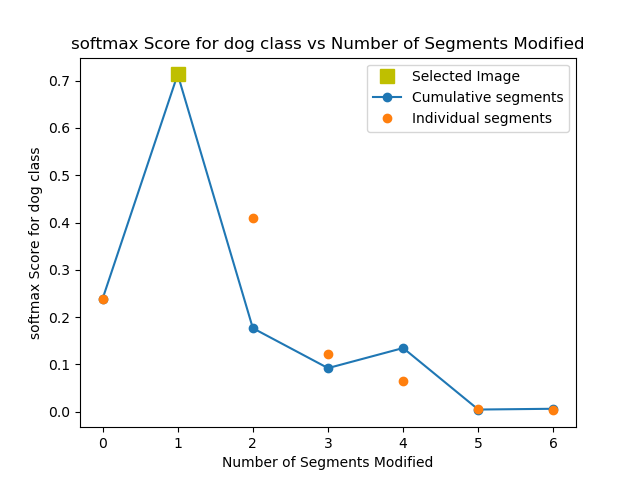 softmax Score for dog class vs Number of Segments Modified
Selected Image
Cumulative segments
Individual segments
softmax Score for dog class
0.7
0.6
0.5
0.4
0.3
0.2
0.1
0.0
0 1 2 3 4 5 6
Number of Segments Modified